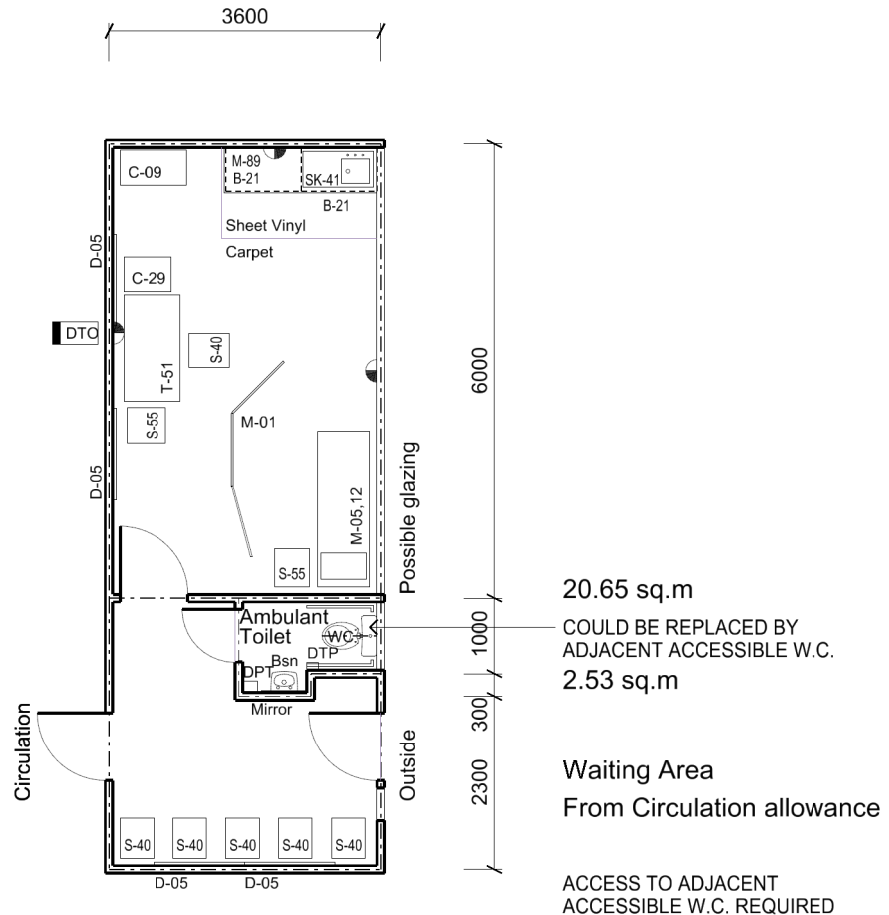 3600
C-09
M-89
B-21
SK-41
B-21
Sheet Vinyl
Carpet
D-05
C-29
DTO
S-40
T-51
6000
M-01
S-55
D-05
M-05,12
Possible glazing
S-55
20.65 sq.m
Ambulant
Toilet
WC
1000
COULD BE REPLACED BY
ADJACENT ACCESSIBLE W.C.
DTP
Bsn
DPT
2.53 sq.m
Mirror
300
Circulation
Outside
Waiting Area
2300
From Circulation allowance
S-40
S-40
S-40
S-40
S-40
D-05
D-05
ACCESS TO ADJACENT
ACCESSIBLE W.C. REQUIRED